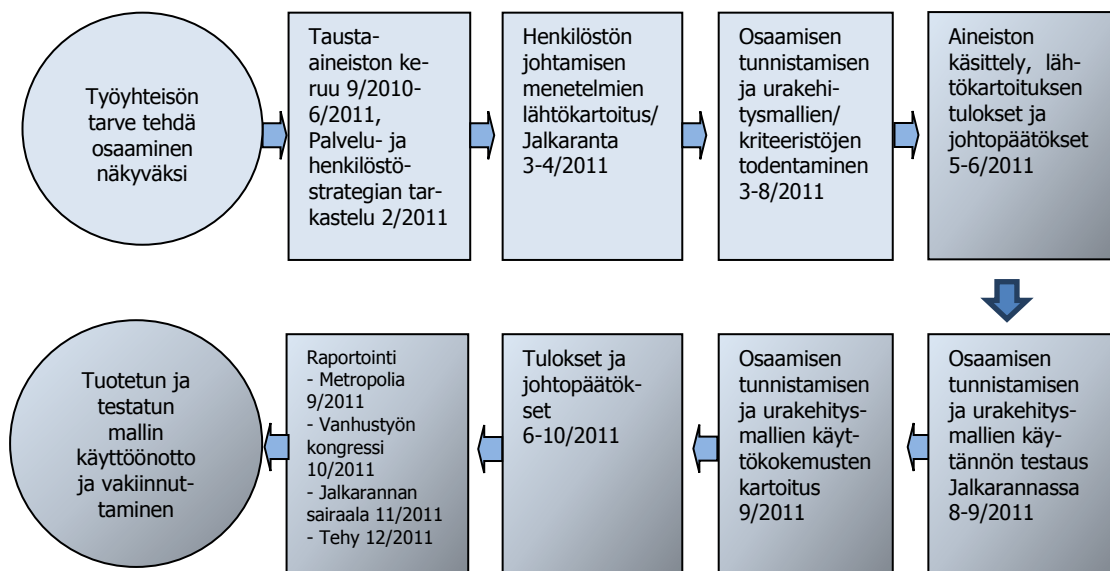 Työyhteisön
tarve tehdä
osaaminen
näkyväksi
Tausta-
aineiston ke-
ruu 9/2010-
6/2011,
Palvelu- ja
henkilöstö-
strategian tar-
kastelu 2/2011
Henkilöstön
johtamisen
menetelmien
lähtökartoitus/
Jalkaranta
3-4/2011
Osaamisen
tunnistamisen
ja urakehi-
tysmallien/
kriteeristöjen
todentaminen
3-8/2011
Aineiston
käsittely, läh-
tökartoituksen
tulokset ja
johtopäätökset
5-6/2011
Tuotetun ja
testatun
mallin
käyttöönotto
ja vakiinnut-
taminen
Raportointi
- Metropolia
9/2011
- Vanhustyön
kongressi
10/2011
- Jalkarannan
sairaala 11/2011
- Tehy 12/2011
Tulokset ja
johtopäätök-
set
6-10/2011
Osaamisen
tunnistamisen
ja urakehitys-
mallien käyt-
tökokemusten
kartoitus
9/2011
Osaamisen
tunnistamisen
ja urakehitys-
mallien käy-
tännön testaus
Jalkarannassa
8-9/2011